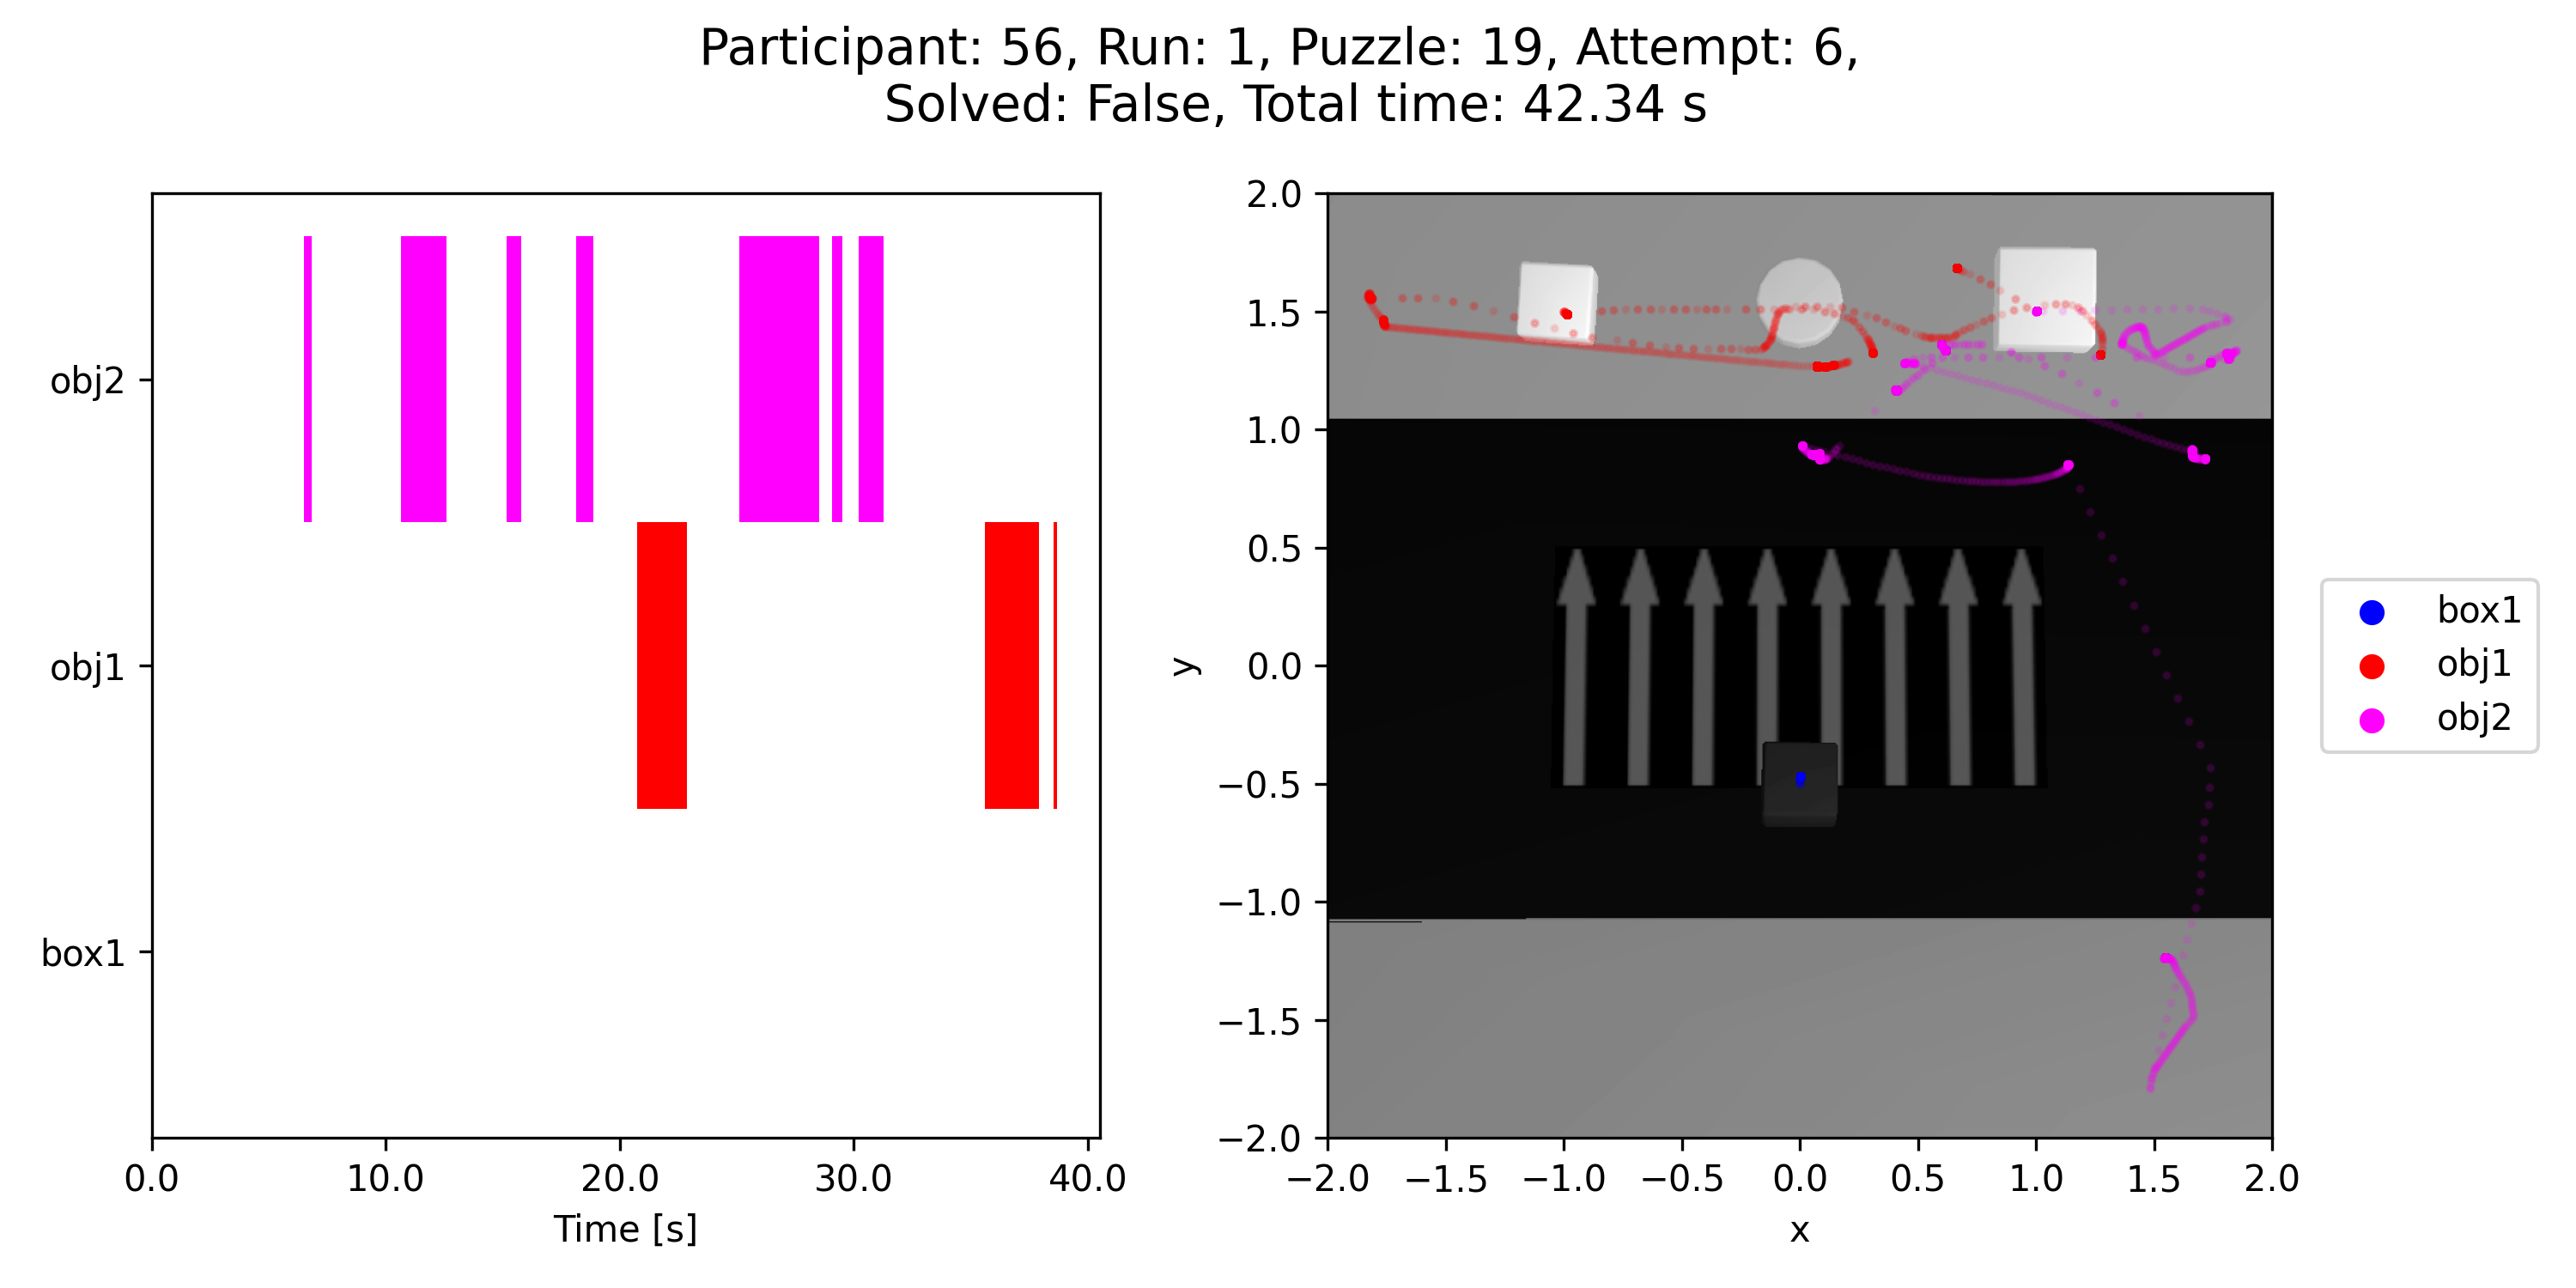 Participant: 56, Run: 1, Puzzle: 19, Attempt: 6,
Solved: False, Total time: 42.34 s
obj2
obj1
box1
0.0 10.0 20.0 30.0 40.0
Time [s]
2.0
1.5
1.0
0.5
0.0
−0.5
−1.0
−1.5
−2.0
y
−2.0 −1.5 −1.0 −0.5 0.0 0.5 1.0 1.5 2.0
x
box1
obj1
obj2